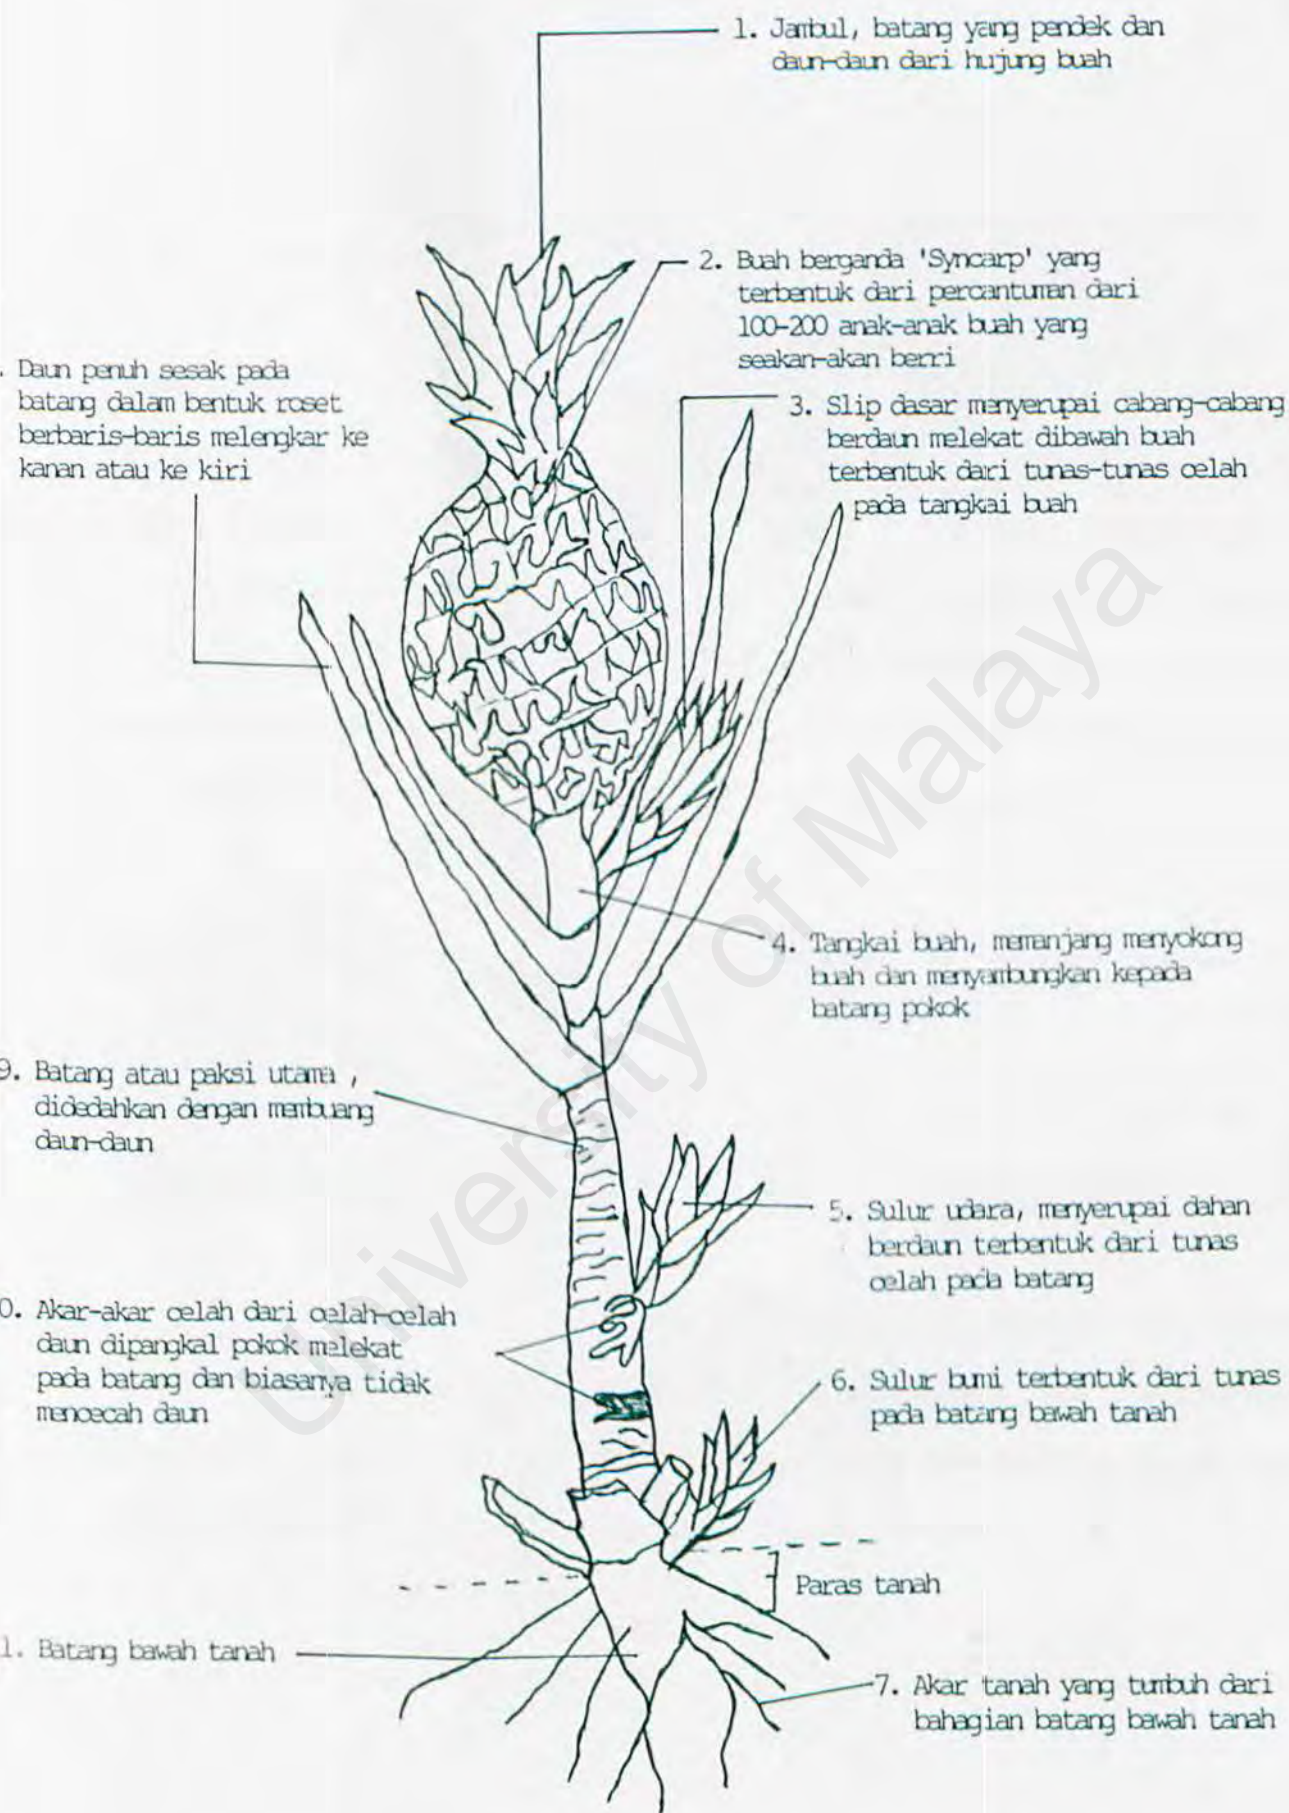 1. Jambul, batang yang pendek dan
daun-daun dari hujung buah
2. Buah berganda 'Syncarp' yang
terbentuk dari percantuman dari
100-200 anak-anak buah yang
seakan-akan berri
3. Slip dasar menyerupai cabang-cabang
berdaun melekat dibawah buah
terbentuk dari tunas-tunas celah
pada tangkai buah
. Daun penuh sesak pada
batang dalam bentuk roset
berbaris-baris melengkar ke
kanan atau ke kiri
4. Tangkai buah, memanjang menyokong
buah dan menyambungkan kepada
batang pokok
9. Batang atau paksi utama ,
didedahkan dengan membuang
daun-daun
5. Sulur udara, menyerupai dahan
berdaun terbentuk dari tunas
celah pada batang
0. Akar-akar celah dari celah-celah
daun dipangkal pokok melekat
pada batang dan biasanya tidak
mencecah daun
6. Sulur bumi terbentuk dari tunas
pada batang bawah tanah
Paras tanah
1. Batang bawah tanah
7. Akar tanah yang tumbuh dari
bahagian batang bawah tanah
University of Malaya